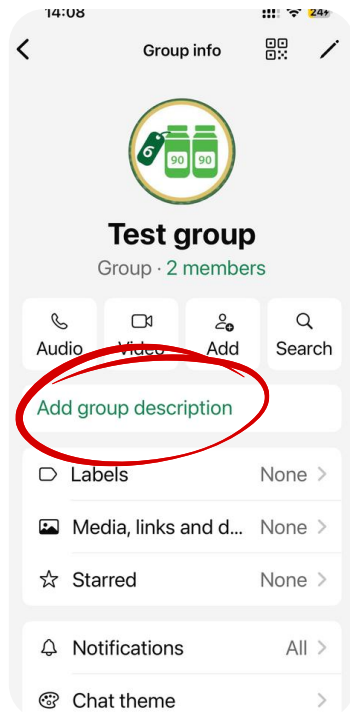 14:08 24
Group info
6 90 90
Test group
Group · 2 members
Audio Video Add Search
Add group description
Labels None
Media, links and d... None
Starred None
Notifications All
Chat theme